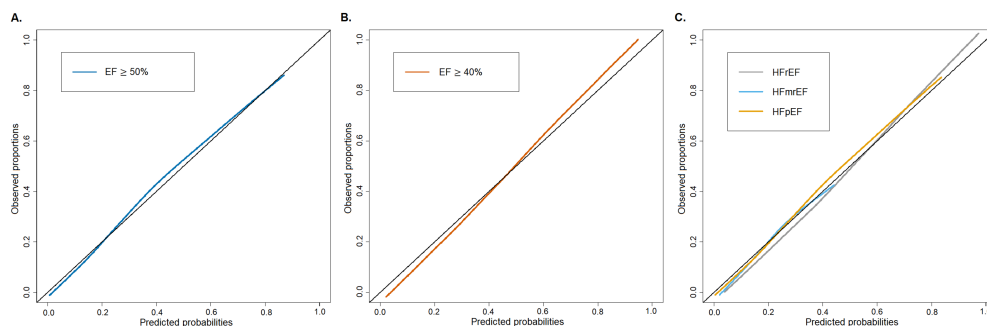 A.
EF ≥ 50%
Observed proportions
0.0 0.2 0.4 0.6 0.8 1.0
0.0 0.2 0.4 0.6 0.8 1.0
Predicted probabilities
B.
EF ≥ 40%
Observed proportions
0.0 0.2 0.4 0.6 0.8 1.0
0.0 0.2 0.4 0.6 0.8 1.0
Predicted probabilities
C.
HFrEF
HFmrEF
HFpEF
Observed proportions
0.0 0.2 0.4 0.6 0.8 1.0
0.0 0.2 0.4 0.6 0.8 1.0
Predicted probabilities